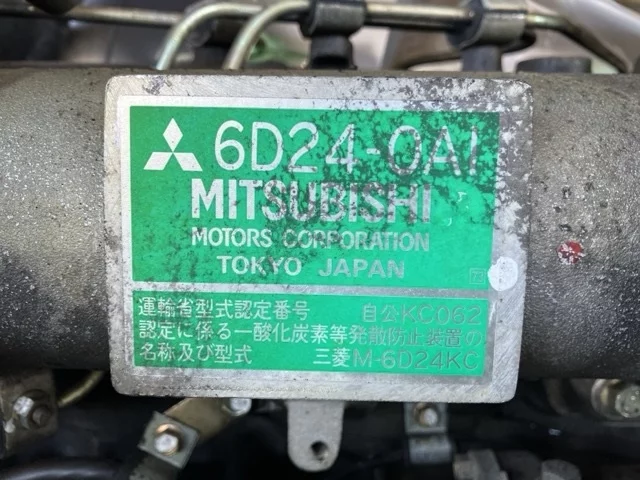 6D24-0A1
MITSUBISHI
MOTORS CORPORATION
TOKYO JAPAN
運輸省型式認定番号 自公KC062
認定に係る一酸化炭素等発散防止装置の
名称及び型式 三菱M-6D24KC